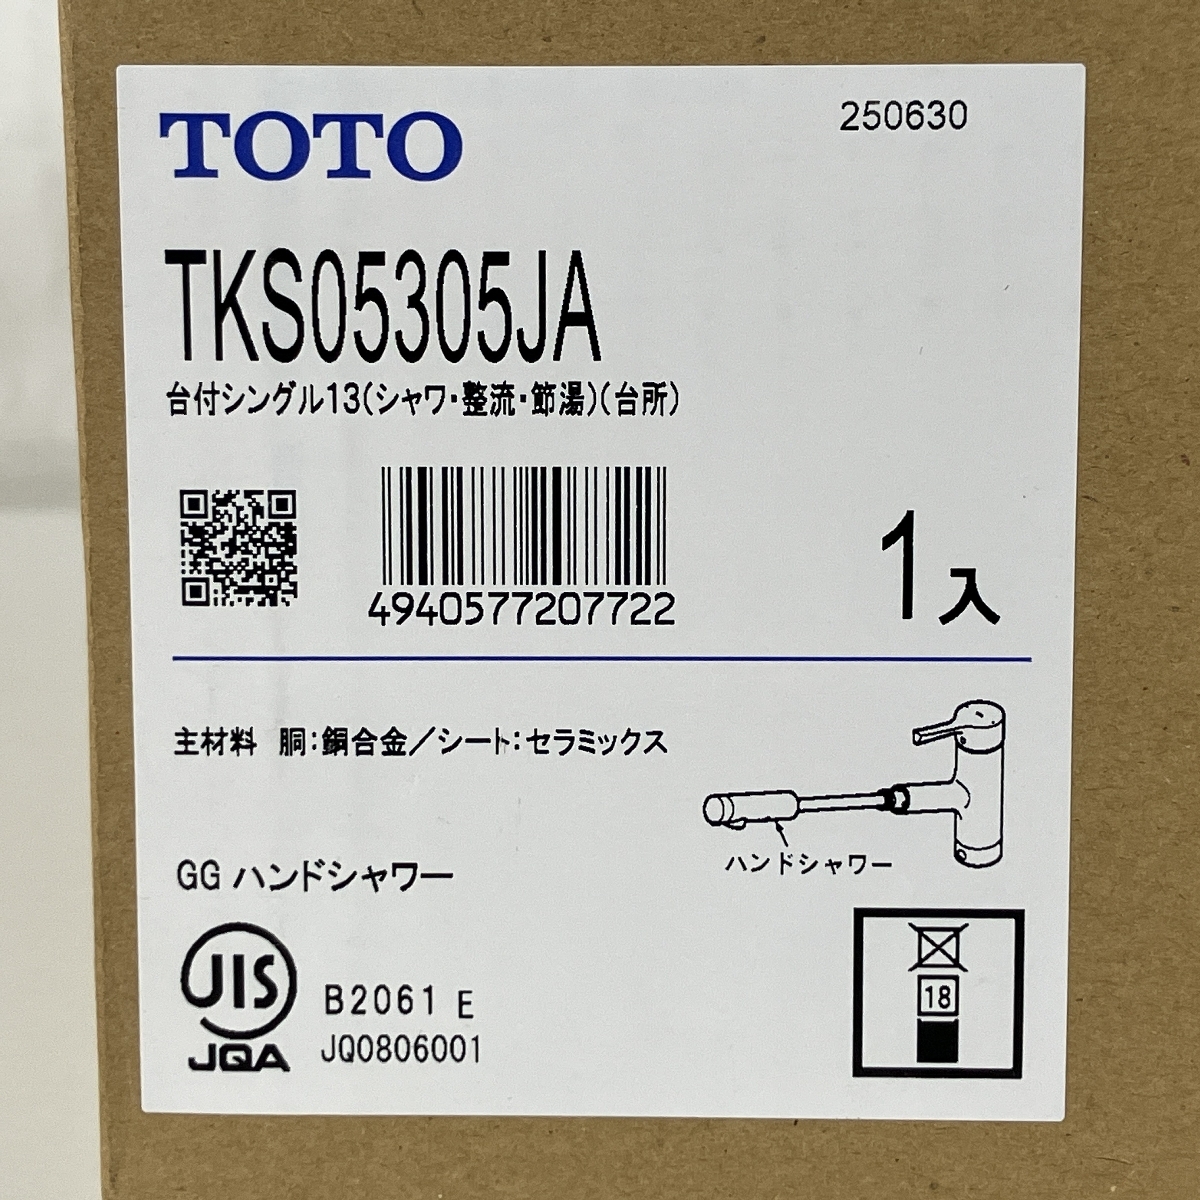 TOTO
250630
TKS05305JA
台付シングル13(シャワ・整流・節湯)(台所)
4940577207722
1入
主材料 胴:銅合金/シート:セラミックス
ハンドシャワー
GG ハンドシャワー
JIS
JQA
B2061 E
JQ0806001
18